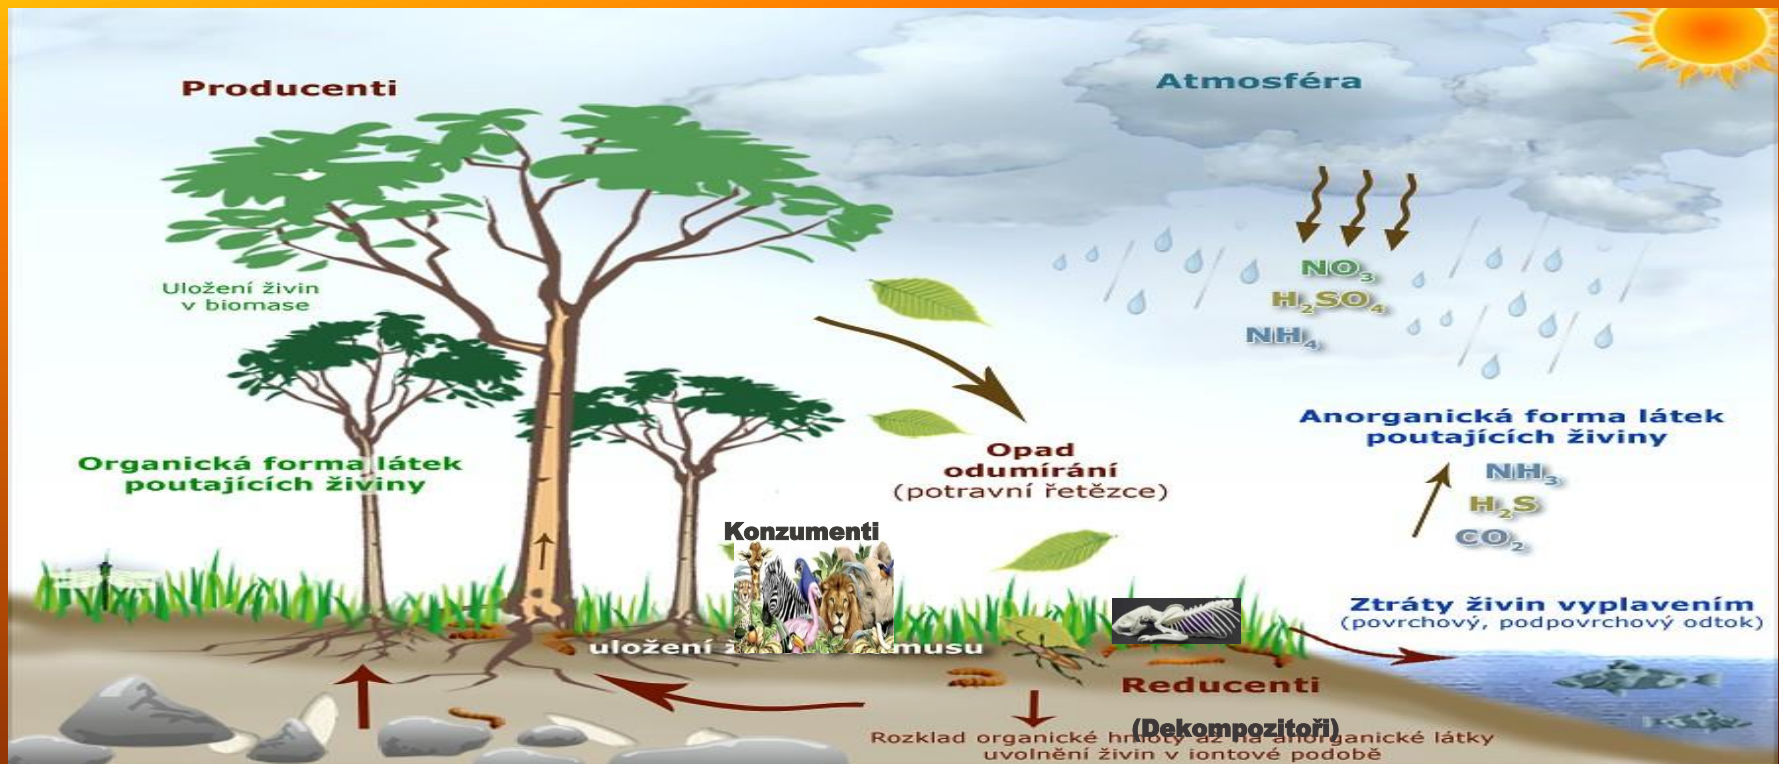 Producenti
Atmosféra
NO3
H2SO4
NH4
Uložení živin
v biomase
Anorganická forma látek
poutajících živiny
NH3
H2S
CO2
Organická forma látek
poutajících živiny
Opad
odumírání
(potravní řetězce)
Konzumenti
Ztráty živin vyplavením
(povrchový, podpovrchový odtok)
uložení
Reducenti
(Dekompozitoři)
Rozklad organické anorganické látky
uvolnění živin v iontové podobě